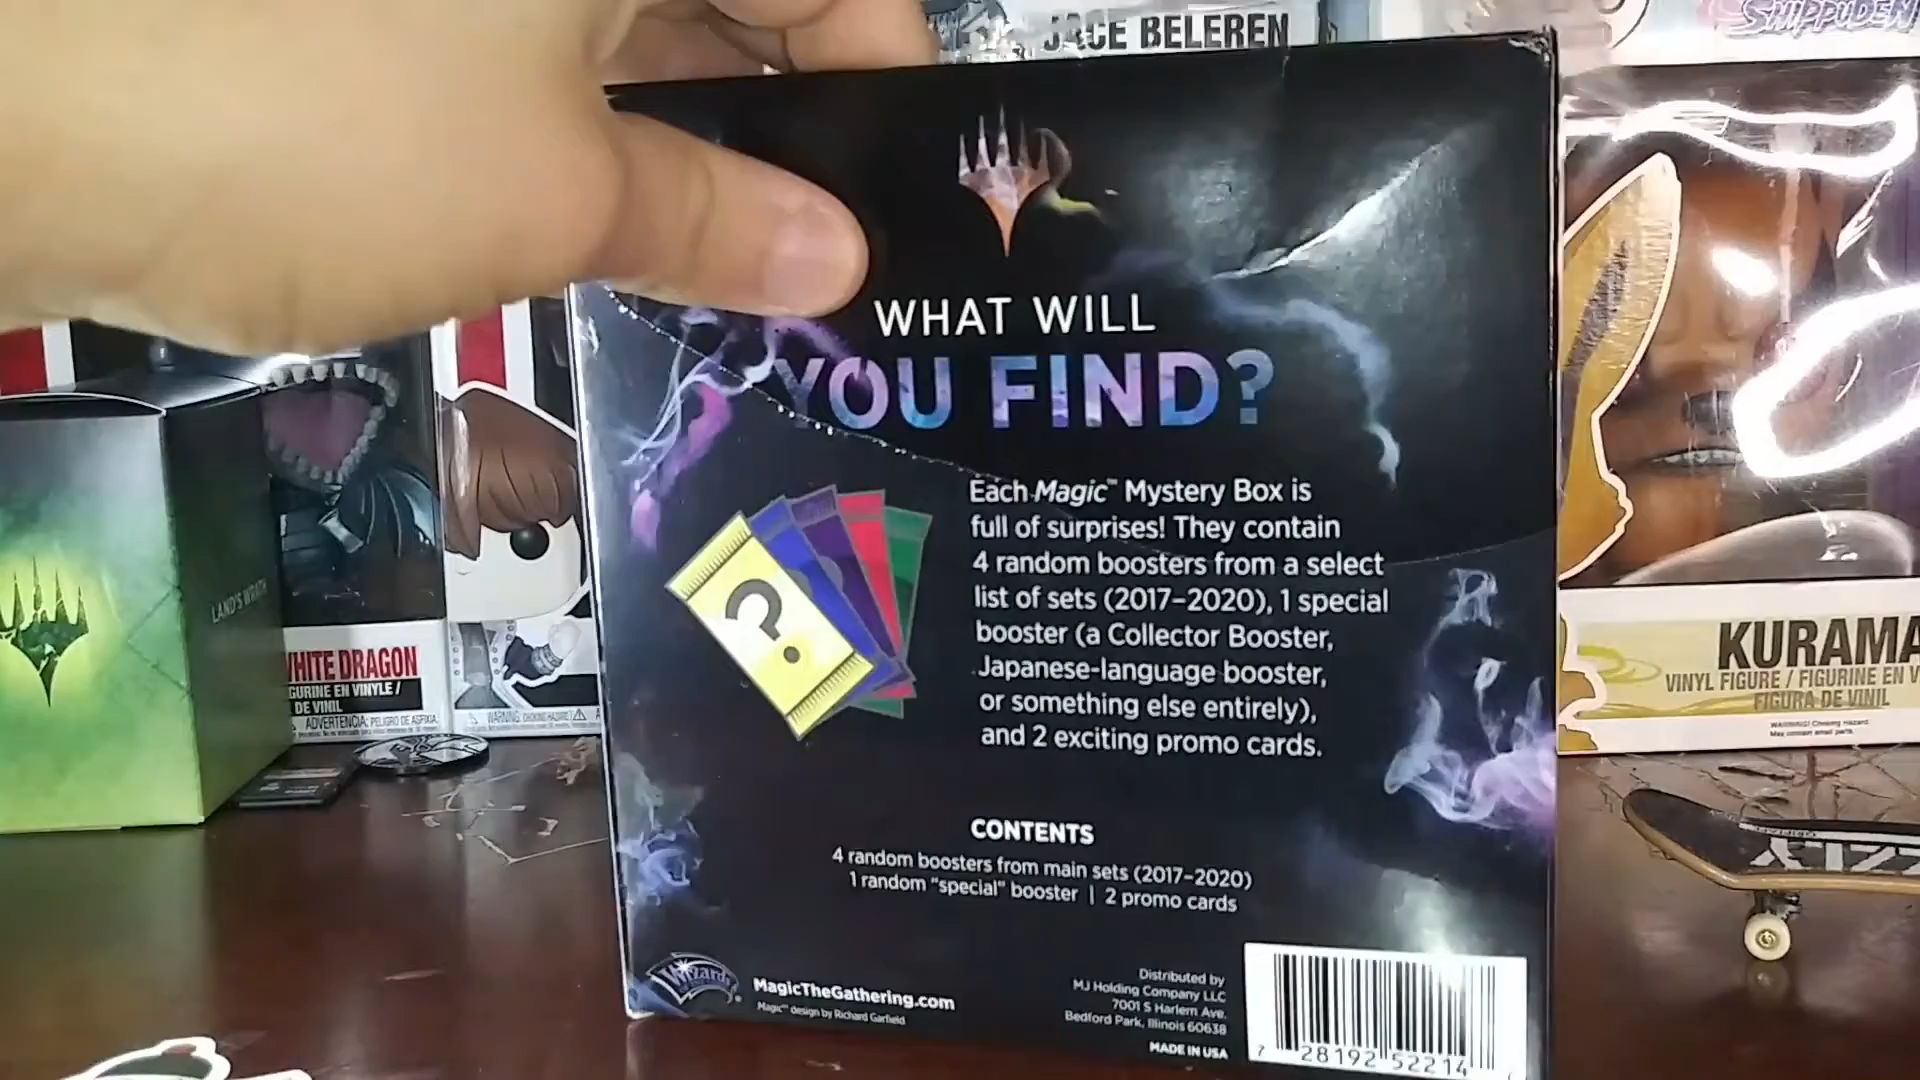 JACE BELEREN
SHIPPUDEN
WHAT WILL
YOU FIND?
Each Magic™ Mystery Box is
full of surprises! They contain
4 random boosters from a select
list of sets (2017–2020), 1 special
booster (a Collector Booster,
Japanese-language booster,
or something else entirely),
and 2 exciting promo cards.
CONTENTS
4 random boosters from main sets (2017–2020)
1 random "special" booster | 2 promo cards
Wizards
MagicTheGathering.com
Magic™ design by Richard Garfield
Distributed by
MJ Holding Company LLC
7001 S Harlem Ave.
Bedford Park, Illinois 60638
MADE IN USA
7 28192 52214
LAND'S WRATH
WHITE DRAGON
FIGURINE EN VINYLE /
DE VINIL
ADVERTENCIA: PELIGRO DE ASFIXIA.
WARNING: CHOKING HAZARD
KURAMA
VINYL FIGURE / FIGURINE EN V
FIGURA DE VINIL
WARNING! Choking Hazard.
May contain small parts.